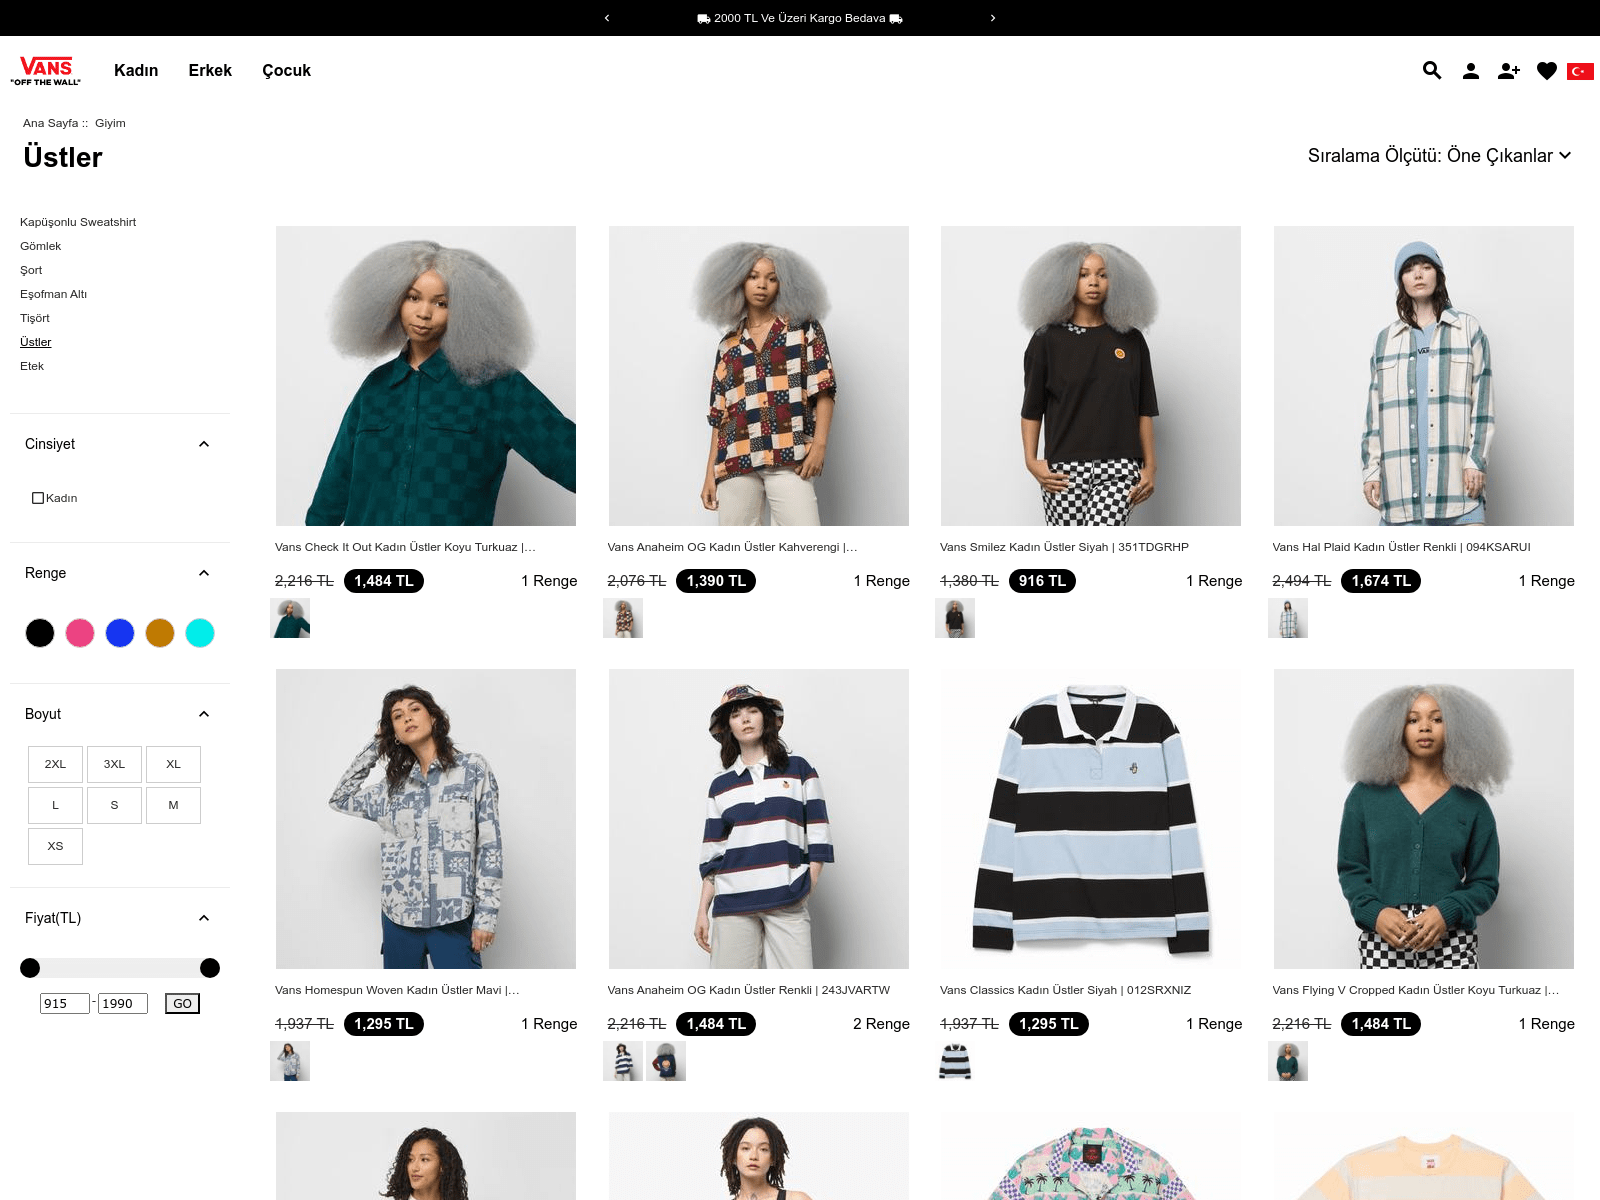 2000 TL Ve Üzeri Kargo Bedava
VANS
"OFF THE WALL"
Kadın Erkek Çocuk
Ana Sayfa :: Giyim
Üstler
Sıralama Ölçütü: Öne Çıkanlar
Kapüşonlu Sweatshirt
Gömlek
Şort
Eşofman Altı
Tişört
Üstler
Etek
Cinsiyet
Kadın
Renge
Boyut
2XL 3XL XL
L S M
XS
Fiyat(TL)
915 - 1990 GO
Vans Check It Out Kadın Üstler Koyu Turkuaz |...
2,216 TL 1,484 TL 1 Renge
Vans Anaheim OG Kadın Üstler Kahverengi |...
2,076 TL 1,390 TL 1 Renge
Vans Smilez Kadın Üstler Siyah | 351TDGRHP
1,380 TL 916 TL 1 Renge
VANS
Vans Hal Plaid Kadın Üstler Renkli | 094KSARUI
2,494 TL 1,674 TL 1 Renge
Vans Homespun Woven Kadın Üstler Mavi |...
1,937 TL 1,295 TL 1 Renge
Vans Anaheim OG Kadın Üstler Renkli | 243JVARTW
2,216 TL 1,484 TL 2 Renge
Vans Classics Kadın Üstler Siyah | 012SRXNIZ
1,937 TL 1,295 TL 1 Renge
Vans Flying V Cropped Kadın Üstler Koyu Turkuaz |...
2,216 TL 1,484 TL 1 Renge